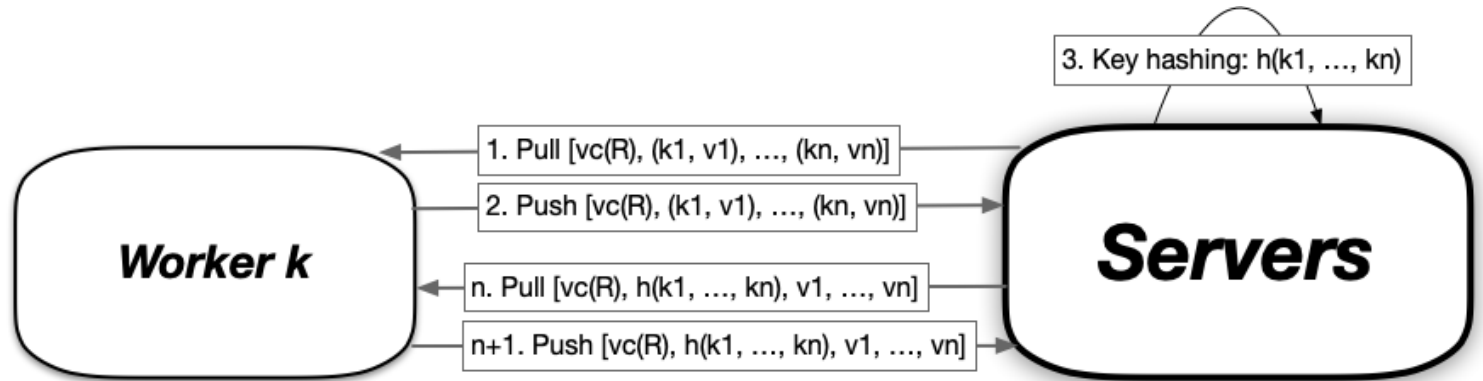 3. Key hashing: h(k1, …, kn)
1. Pull [vc(R), (k1, v1), …, (kn, vn)]
2. Push [vc(R), (k1, v1), …, (kn, vn)]
Worker k
Servers
n. Pull [vc(R), h(k1, …, kn), v1, …, vn]
n+1. Push [vc(R), h(k1, …, kn), v1, …, vn]